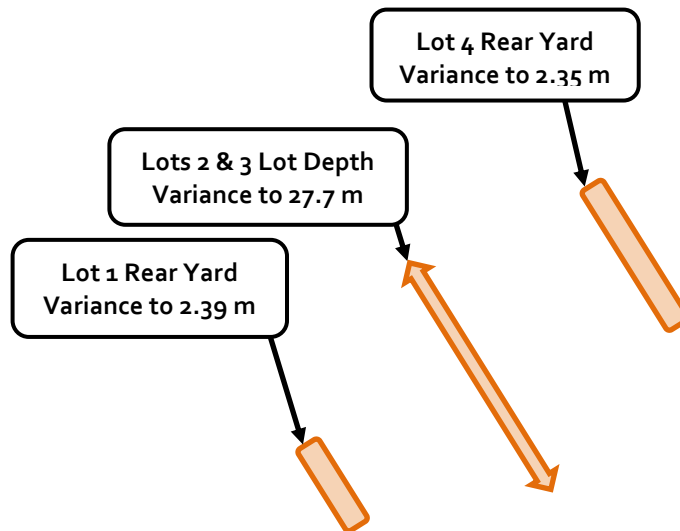 Lot 4 Rear Yard
Variance to 2.35 m
Lots 2 & 3 Lot Depth
Variance to 27.7 m
Lot 1 Rear Yard
Variance to 2.39 m